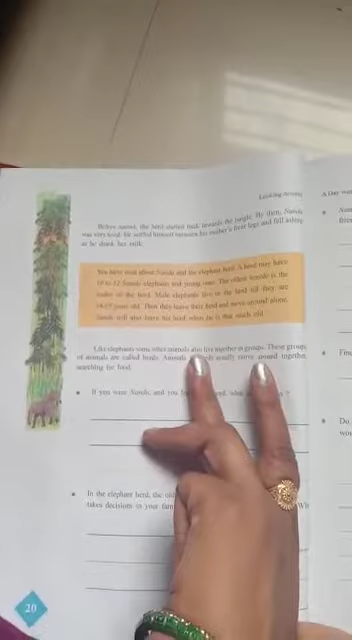 Looking Around
Before sunset, the herd started back towards the jungle. By then, Nandu
was very tired. He settled himself between his mother's front legs and fell asleep
as he drank her milk.
You have read about Nandu and his elephant herd. A herd may have
10 to 12 female elephants and young ones. The oldest female is the
leader of the herd. Male elephants live in the herd till they are
14-15 years old. Then they leave their herd and move around alone.
Nandu will also leave his herd when he is that much old.
Like elephants some other animals also live together in groups. These groups
of animals are called herds. Animals usually move around together
searching for food.
If you were Nandu, and you
In the elephant herd, the old
takes decisions in your fam
20
A Day
Do